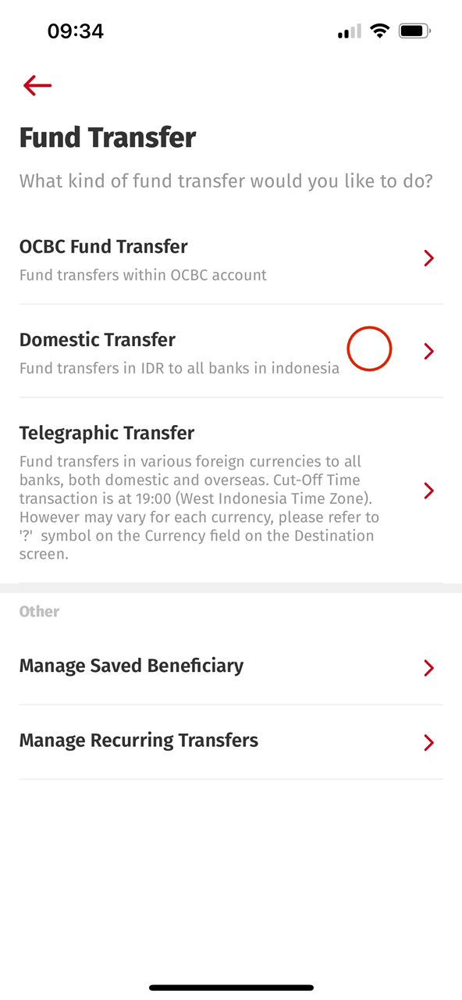 09:34
Fund Transfer
What kind of fund transfer would you like to do?
OCBC Fund Transfer
Fund transfers within OCBC account
Domestic Transfer
Fund transfers in IDR to all banks in indonesia
Telegraphic Transfer
Fund transfers in various foreign currencies to all
banks, both domestic and overseas. Cut-Off Time
transaction is at 19:00 (West Indonesia Time Zone).
However may vary for each currency, please refer to
'?'  symbol on the Currency field on the Destination
screen.
Other
Manage Saved Beneficiary
Manage Recurring Transfers